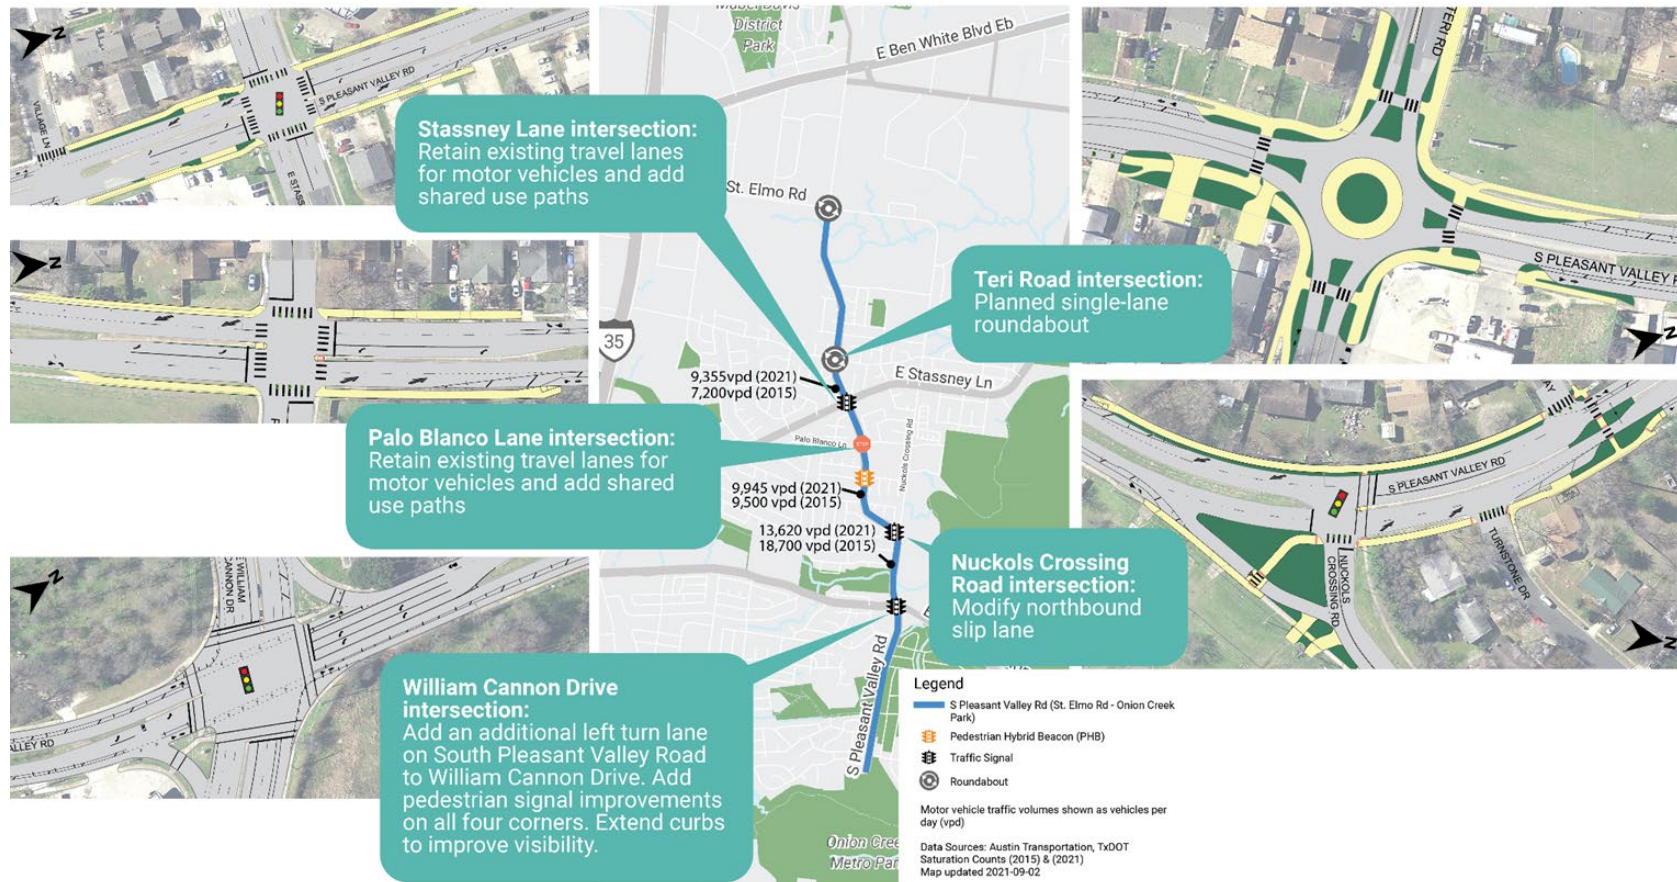 N
VILLAGE LN
S PLEASANT VALLEY RD
E STASS
Stassney Lane intersection:
Retain existing travel lanes
for motor vehicles and add
shared use paths
N
Palo Blanco Lane intersection:
Retain existing travel lanes for
motor vehicles and add shared
use paths
N
E WILLIAM
CANNON DR
ALLEY RD
William Cannon Drive
intersection:
Add an additional left turn lane
on South Pleasant Valley Road
to William Cannon Drive. Add
pedestrian signal improvements
on all four corners. Extend curbs
to improve visibility.
Mabel Davis
District
Park
E Ben White Blvd Eb
St. Elmo Rd
35
9,355vpd (2021)
7,200vpd (2015)
E Stassney Ln
Palo Blanco Ln
STOP
Nuckols Crossing Rd
9,945 vpd (2021)
9,500 vpd (2015)
13,620 vpd (2021)
18,700 vpd (2015)
S Pleasant Valley Rd
Onion Cree
Metro Par
Teri Road intersection:
Planned single-lane
roundabout
TERI RD
S PLEASANT VALLEY
N
Nuckols Crossing
Road intersection:
Modify northbound
slip lane
AY
S PLEASANT VALLEY RD
NUCKOLS
CROSSING RD
TURNSTONE DR
N
Legend
S Pleasant Valley Rd (St. Elmo Rd - Onion Creek
Park)
Pedestrian Hybrid Beacon (PHB)
Traffic Signal
Roundabout
Motor vehicle traffic volumes shown as vehicles per
day (vpd)
Data Sources: Austin Transportation, TxDOT
Saturation Counts (2015) & (2021)
Map updated 2021-09-02